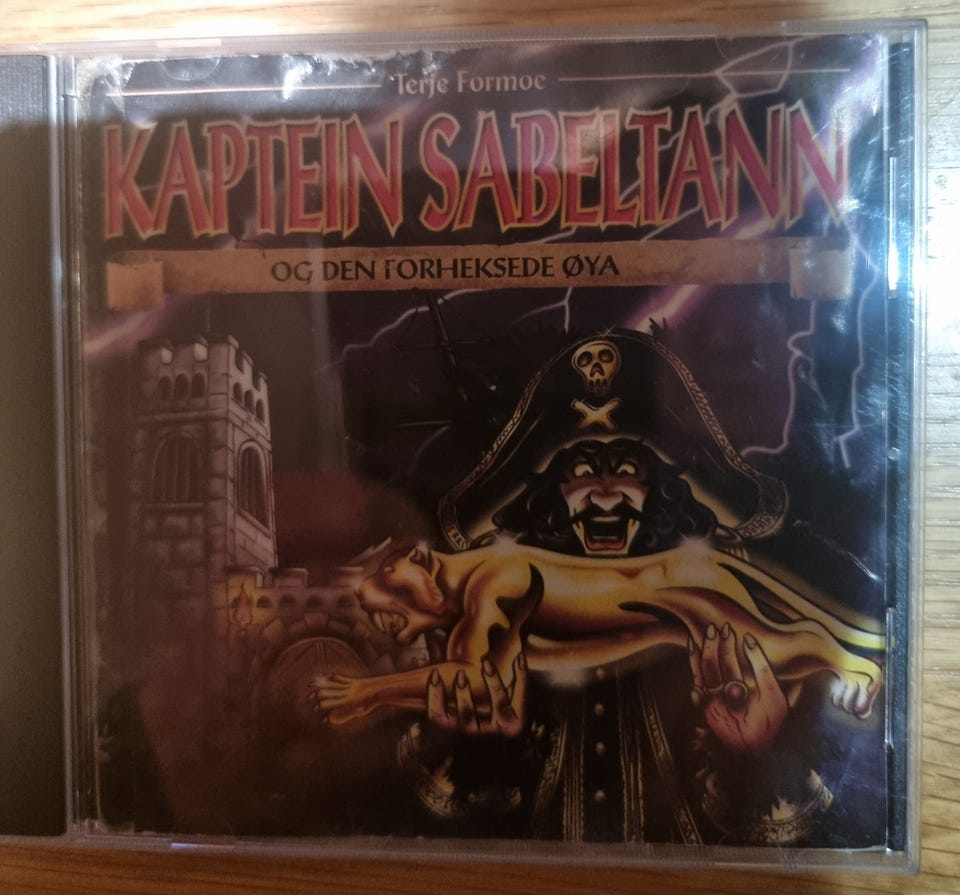 Terje Formoe
KAPTEIN SABELTANN
OG DEN FORHEKSEDE ØYA